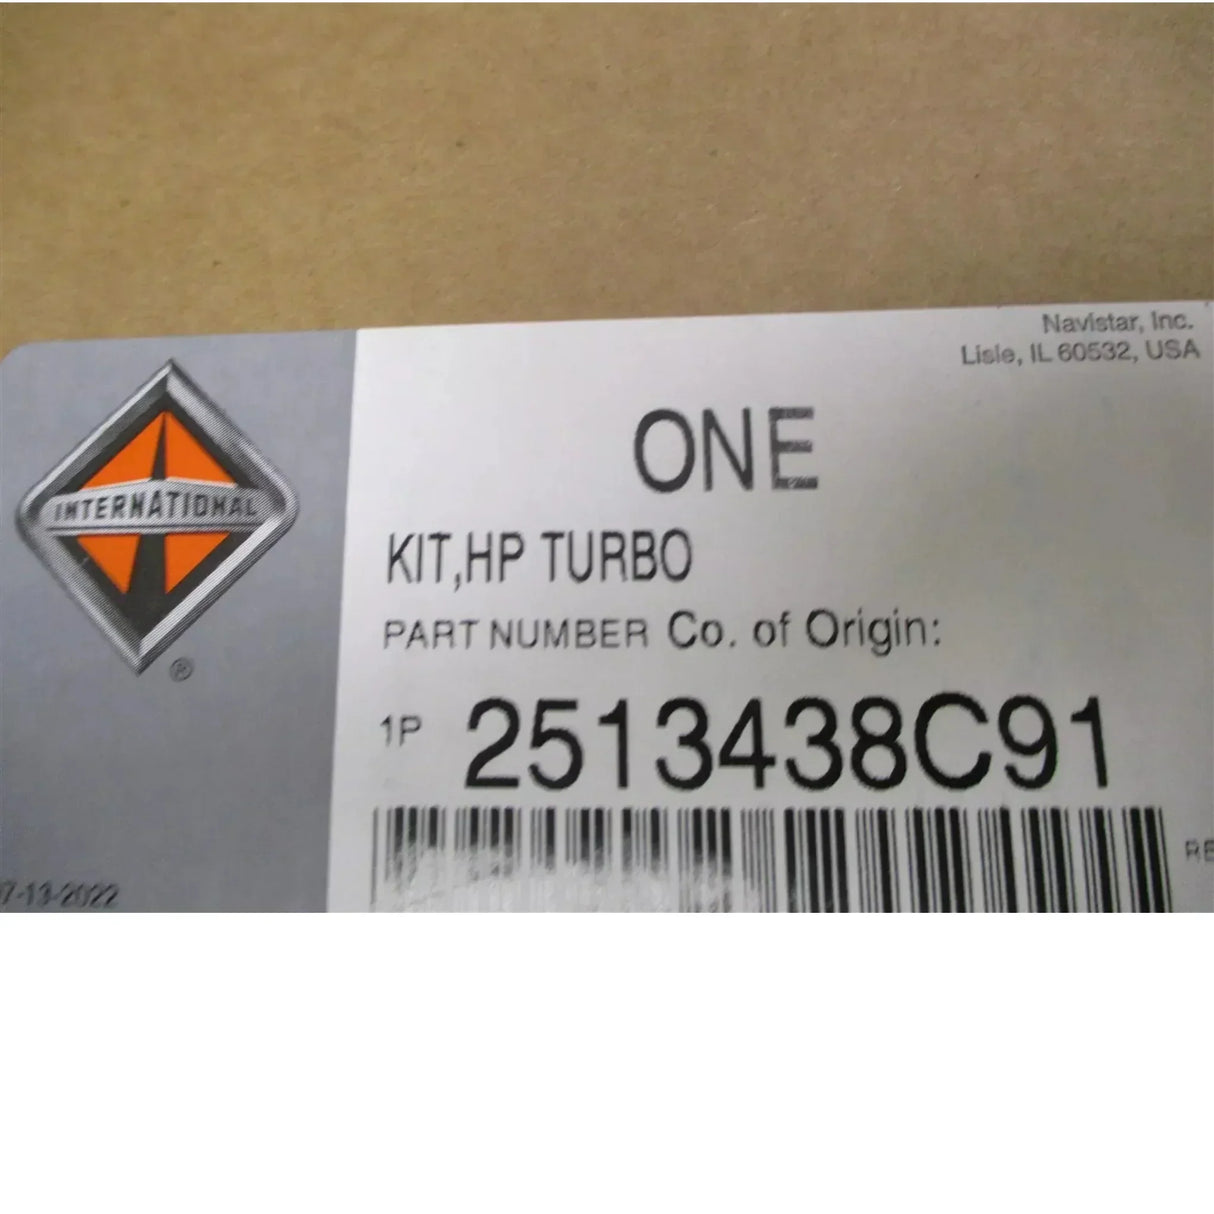 Navistar, Inc.
Lisle, IL 60532, USA
INTERNATIONAL
®
ONE
KIT,HP TURBO
PART NUMBER Co. of Origin:
1P 2513438C91
7-13-2022